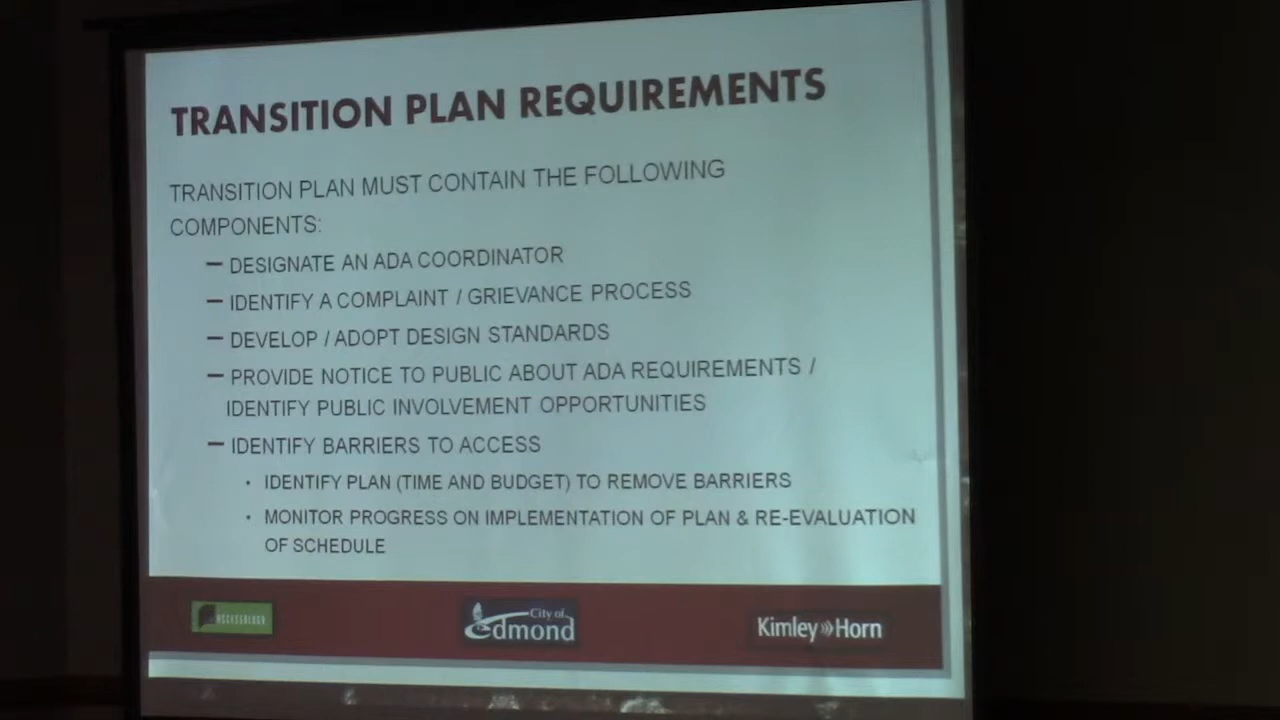 TRANSITION PLAN REQUIREMENTS
TRANSITION PLAN MUST CONTAIN THE FOLLOWING
COMPONENTS:
— DESIGNATE AN ADA COORDINATOR
— IDENTIFY A COMPLAINT / GRIEVANCE PROCESS
— DEVELOP / ADOPT DESIGN STANDARDS
— PROVIDE NOTICE TO PUBLIC ABOUT ADA REQUIREMENTS /
IDENTIFY PUBLIC INVOLVEMENT OPPORTUNITIES
— IDENTIFY BARRIERS TO ACCESS
• IDENTIFY PLAN (TIME AND BUDGET) TO REMOVE BARRIERS
• MONITOR PROGRESS ON IMPLEMENTATION OF PLAN & RE-EVALUATION
OF SCHEDULE
City of
Edmond
Kimley Horn